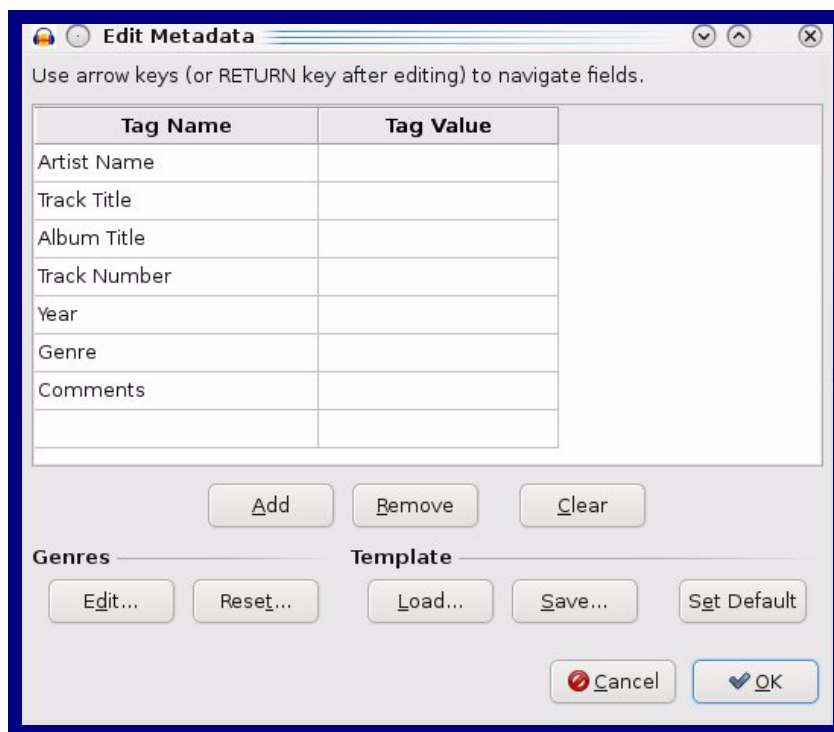 Edit Metadata
Use arrow keys (or RETURN key after editing) to navigate fields.
Tag Name Tag Value
Artist Name
Track Title
Album Title
Track Number
Year
Genre
Comments
Add Remove Clear
Genres Template
Edit... Reset... Load... Save... Set Default
Cancel OK